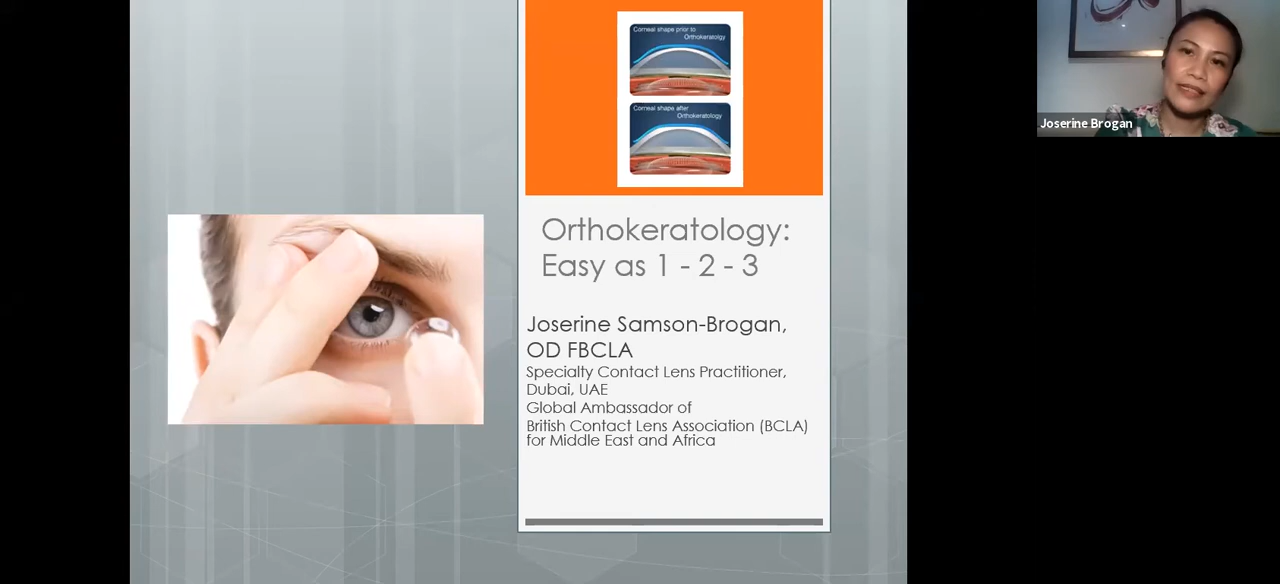 Corneal shape prior to
Orthokeratolgy
Corneal shape after
Orthokeratology
Orthokeratology:
Easy as 1 - 2 - 3
Joserine Samson-Brogan,
OD FBCLA
Specialty Contact Lens Practitioner,
Dubai, UAE
Global Ambassador of
British Contact Lens Association (BCLA)
for Middle East and Africa
Joserine Brogan